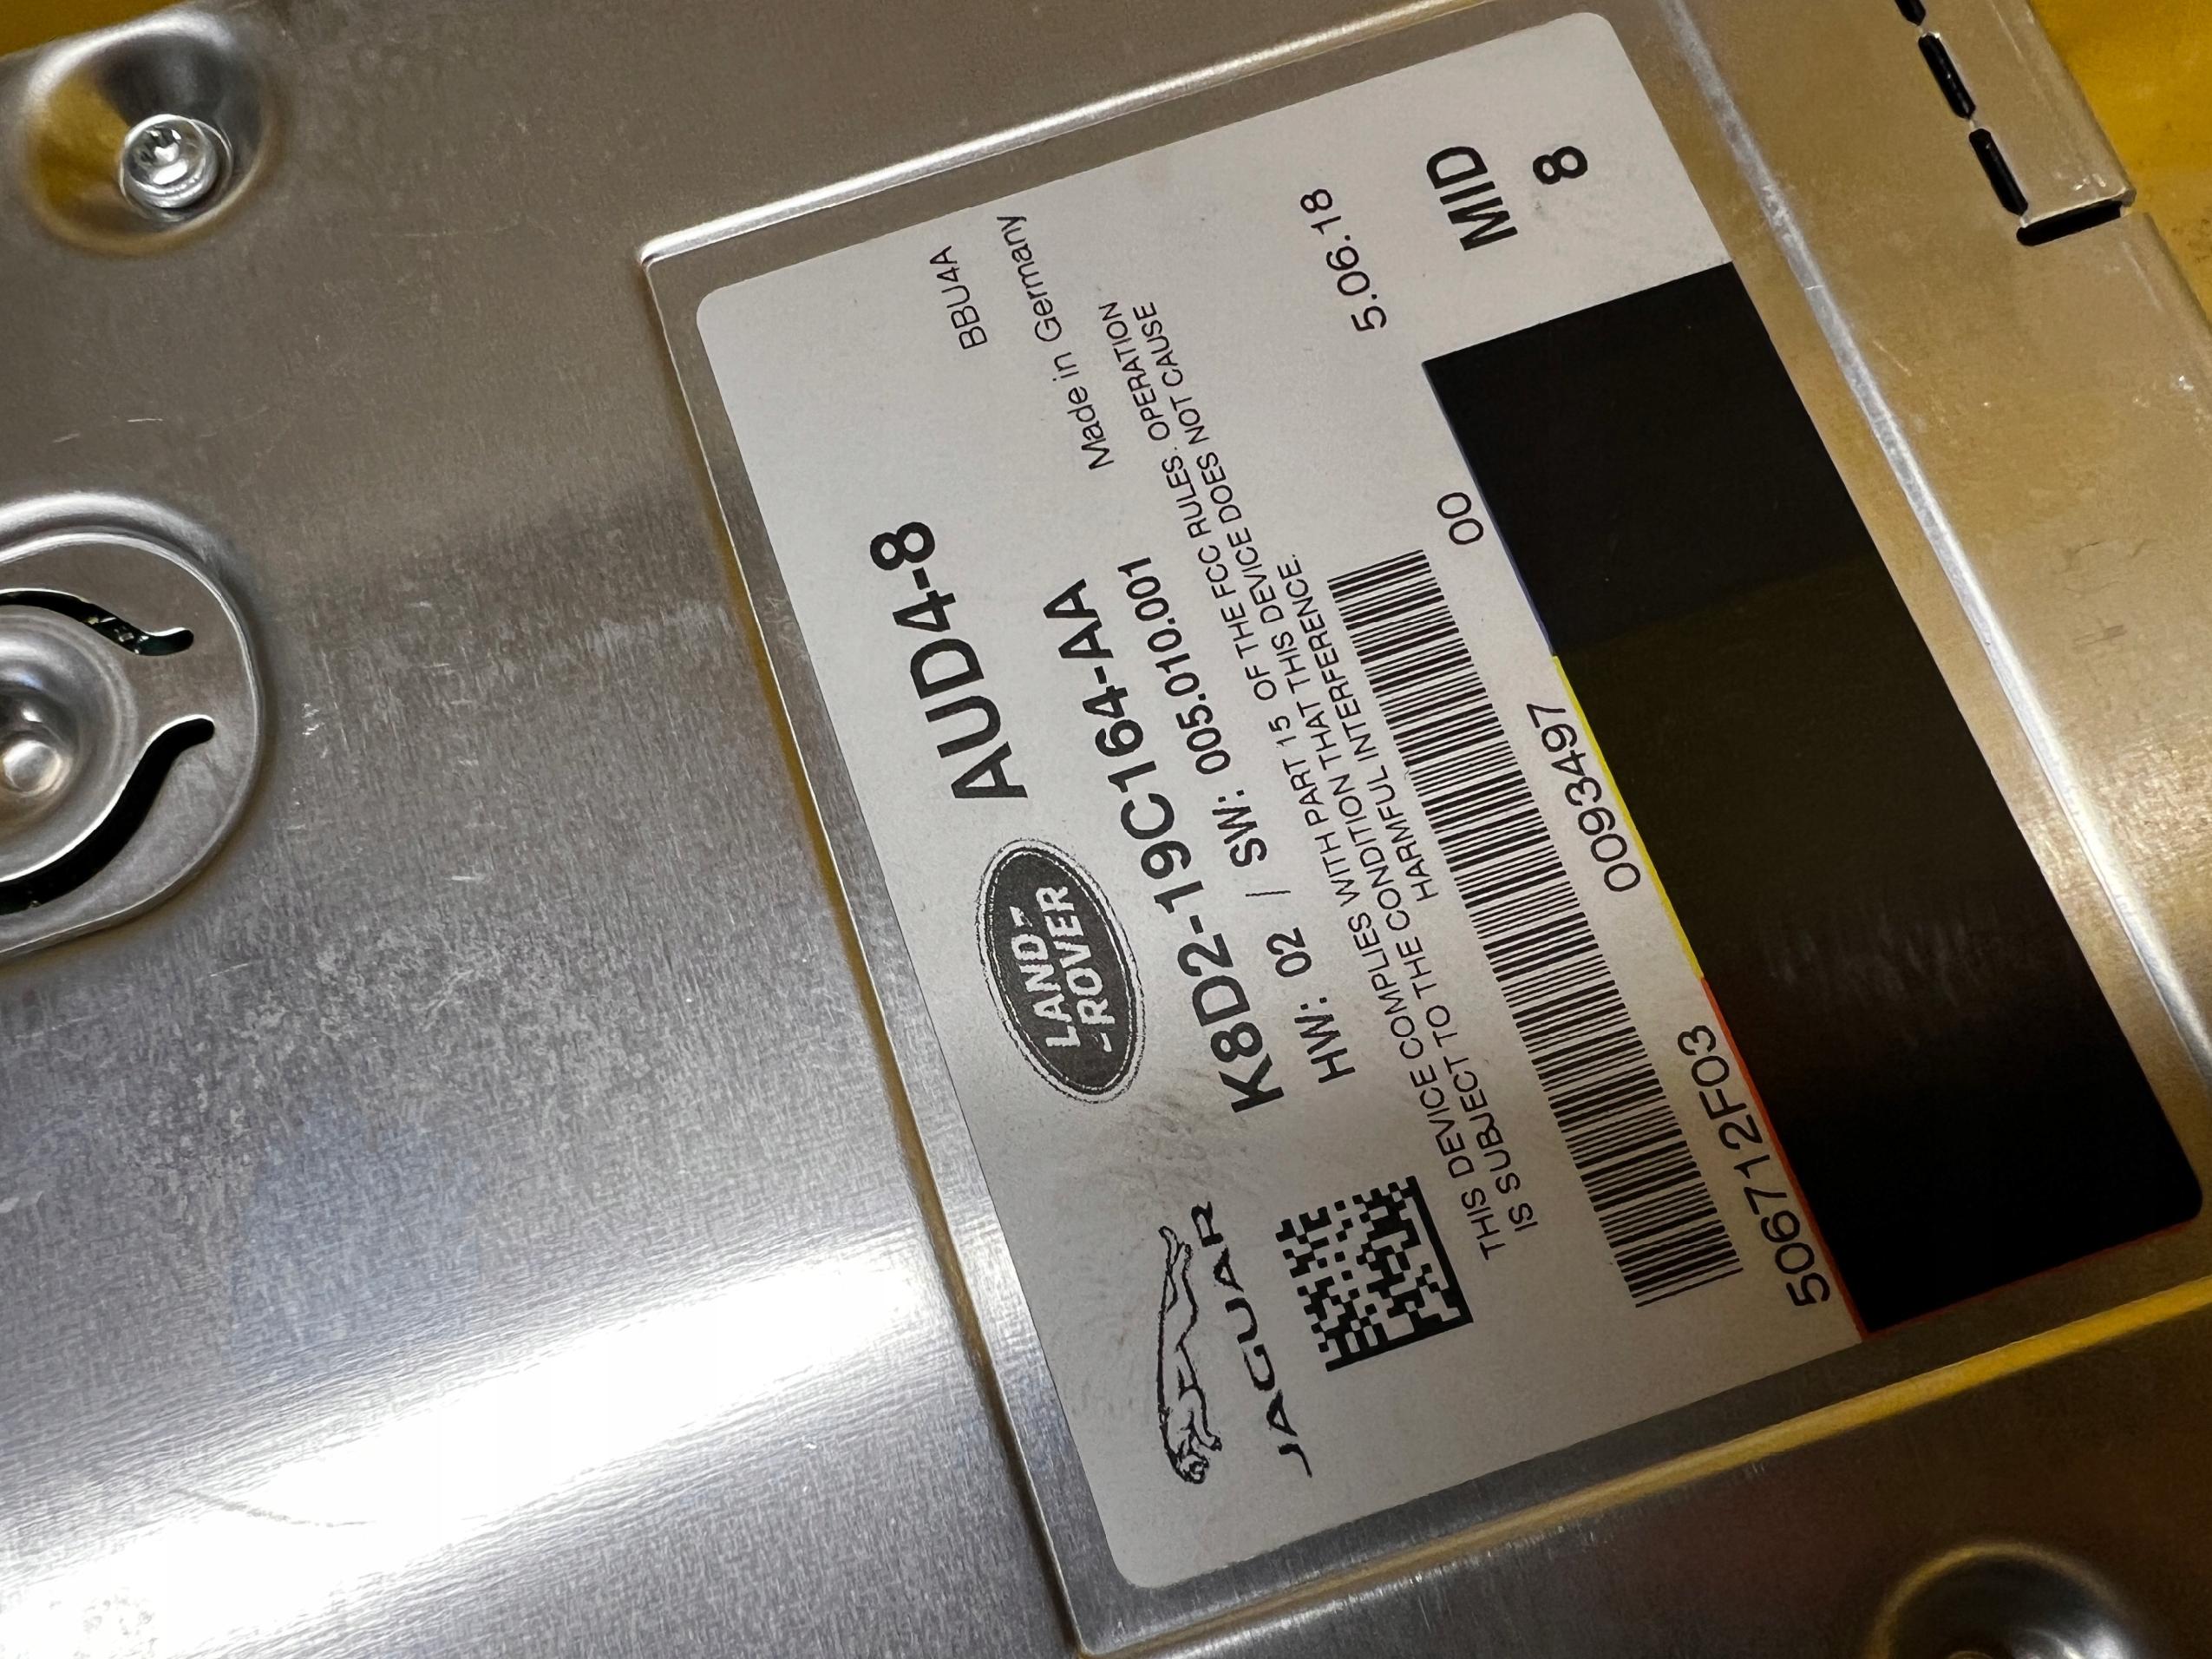 BBU4A
LAND-
-ROVER
AUD4-8
Made in Germany
JAGUAR
K8D2-19C164-AA
HW: 02 / SW: 005.010.001
THIS DEVICE COMPLIES WITH PART 15 OF THE FCC RULES. OPERATION
IS SUBJECT TO THE CONDITION THAT THIS DEVICE DOES NOT CAUSE
HARMFUL INTERFERENCE.
5.06.18
506712F03 00934497 00
MID
8